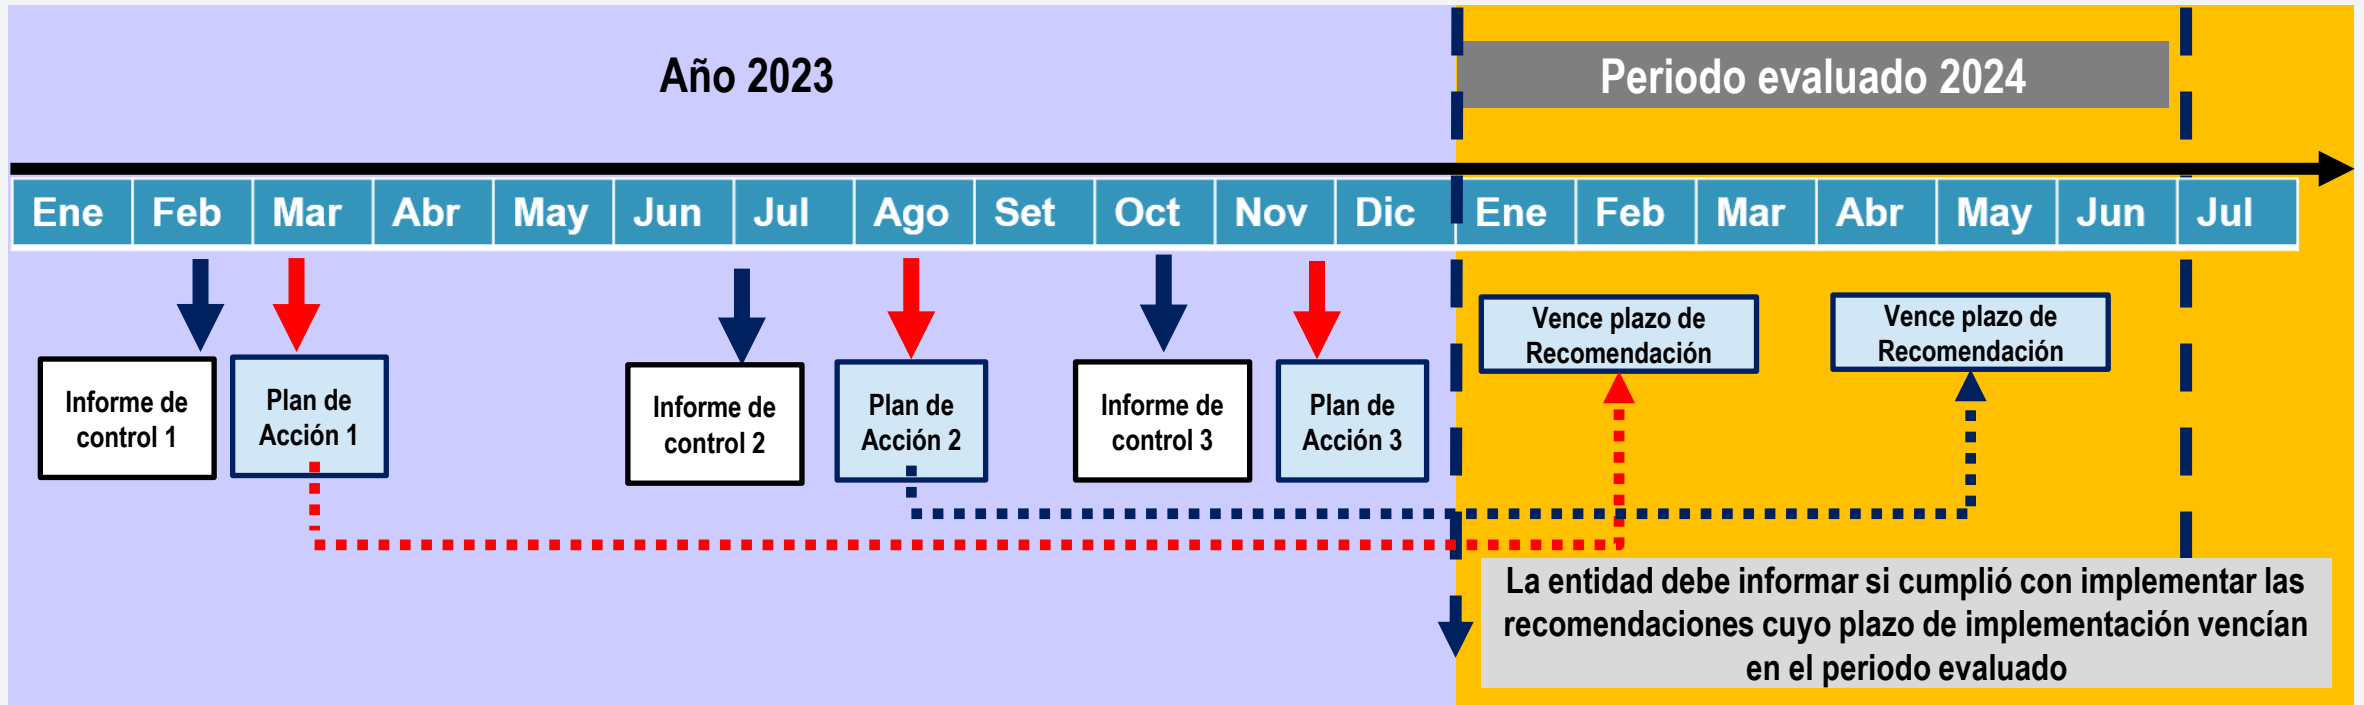 Año 2023
Periodo evaluado 2024
Ene Feb Mar Abr May Jun Jul Ago Set Oct Nov Dic Ene Feb Mar Abr May Jun Jul
Informe de
control 1
Plan de
Acción 1
Informe de
control 2
Plan de
Acción 2
Informe de
control 3
Plan de
Acción 3
Vence plazo de
Recomendación
Vence plazo de
Recomendación
La entidad debe informar si cumplió con implementar las
recomendaciones cuyo plazo de implementación vencían
en el periodo evaluado